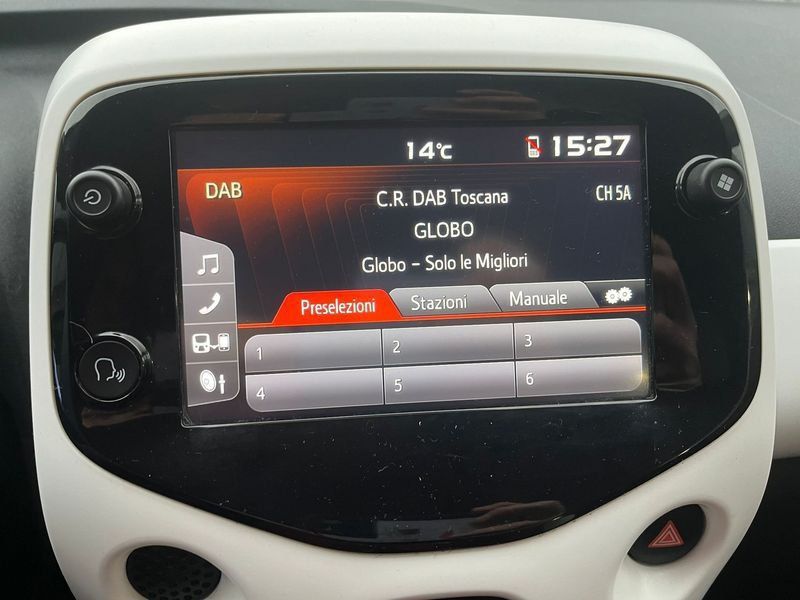 14°C 15:27
DAB
C.R. DAB Toscana
CH 5A
GLOBO
Globo - Solo le Migliori
Preselezioni Stazioni Manuale
1 2 3
4 5 6